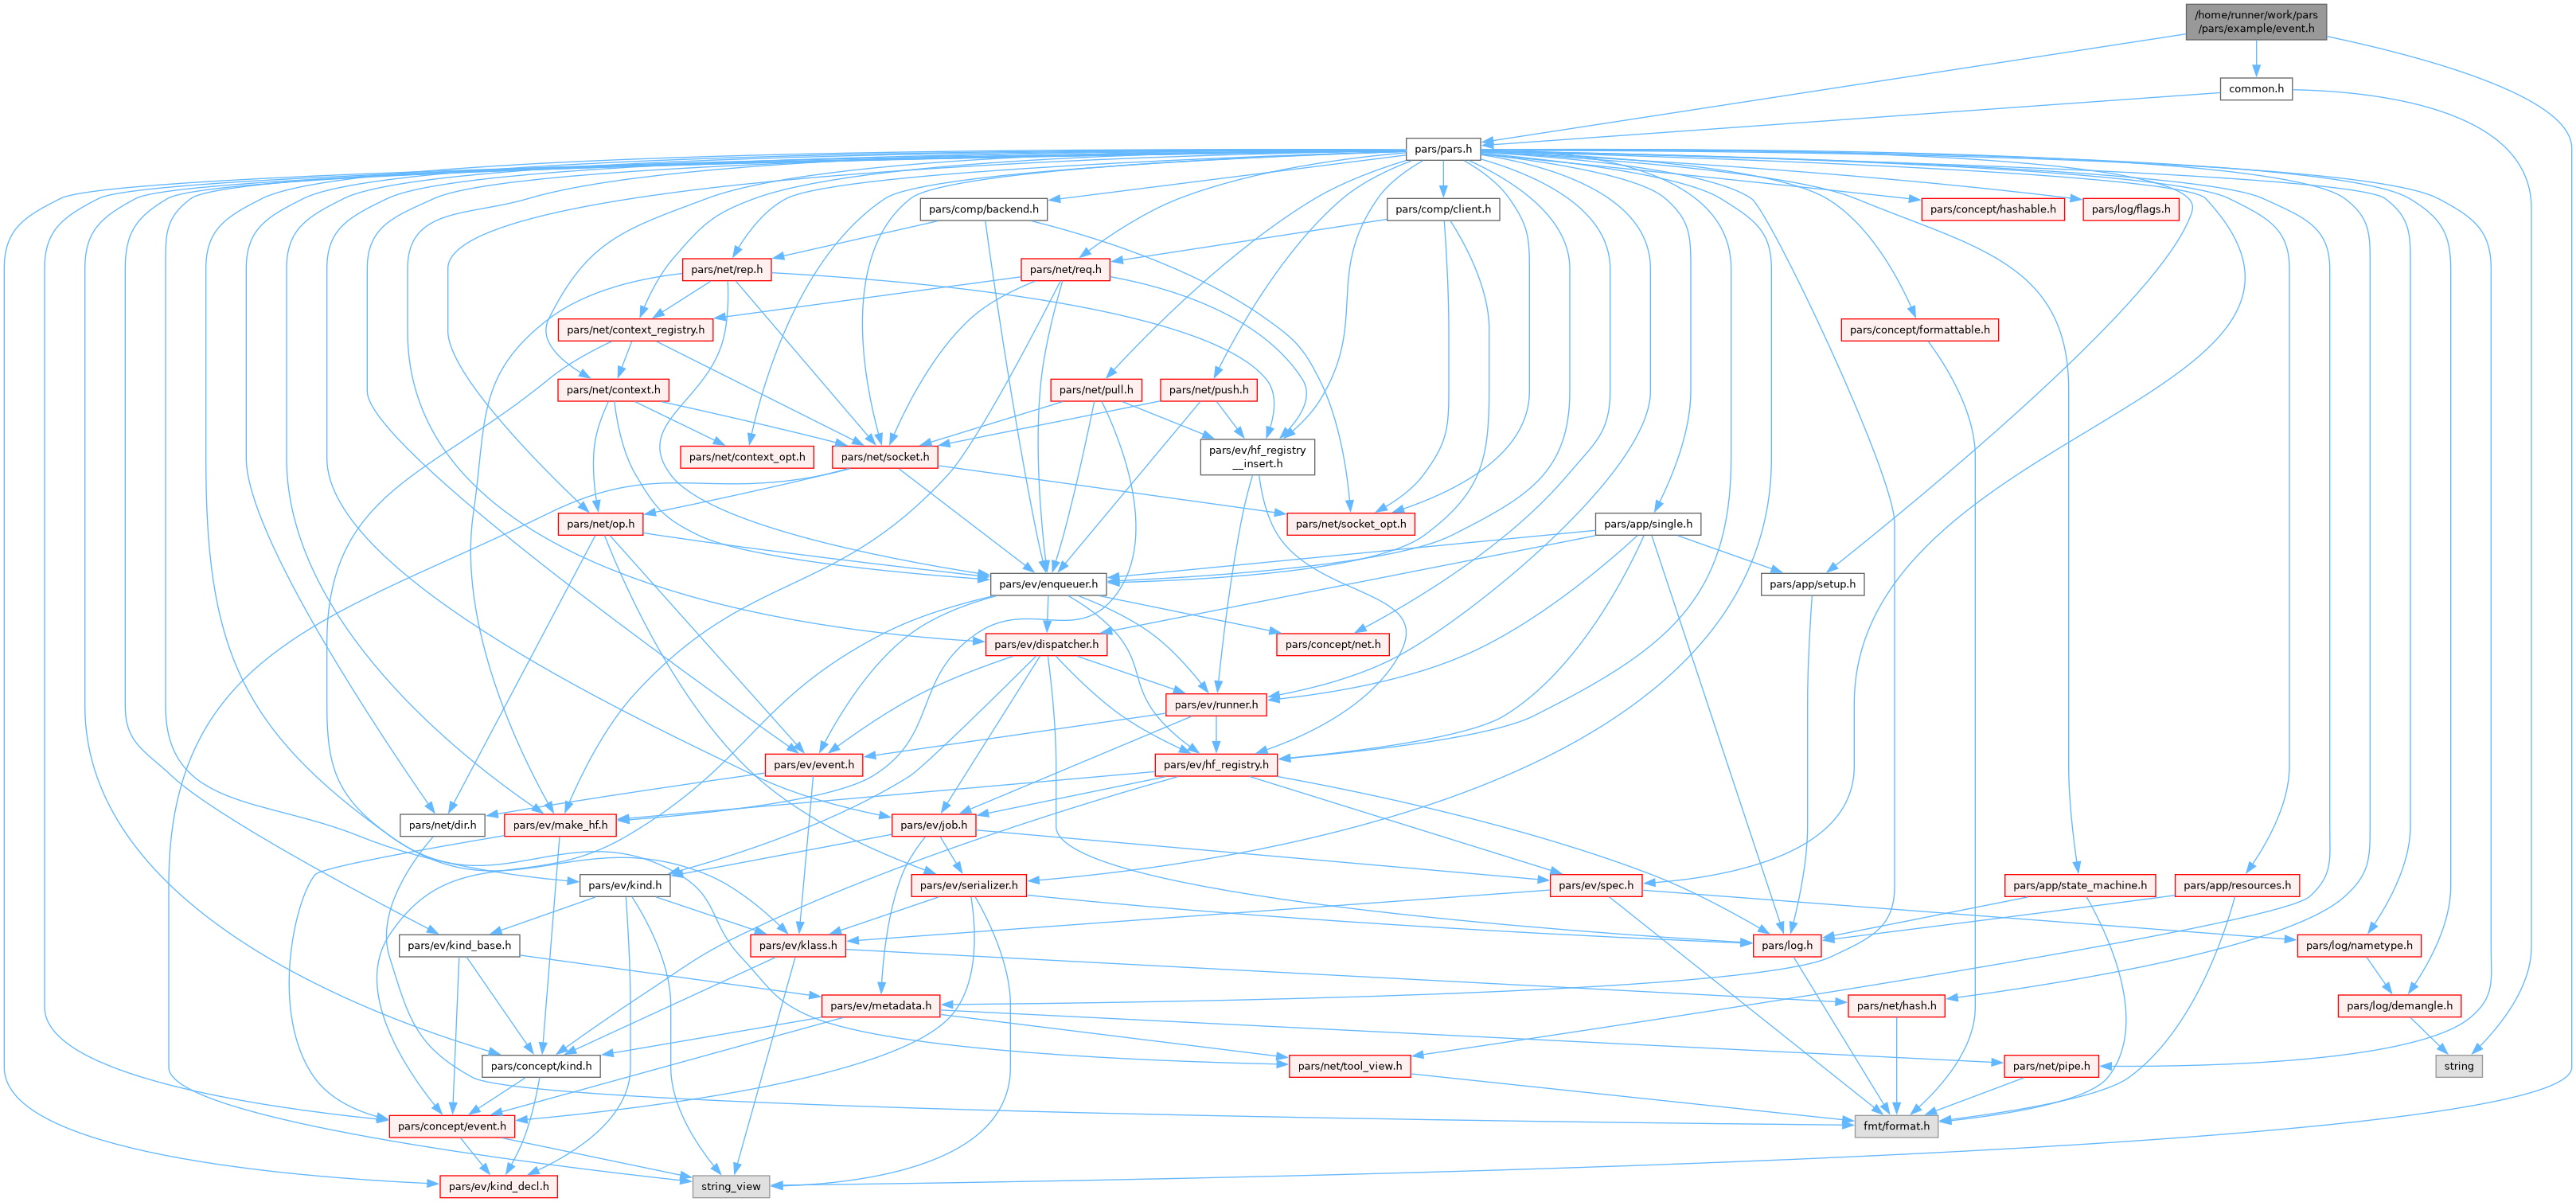 /home/runner/work/pars
/pars/example/event.h
common.h
pars/pars.h
pars/comp/backend.h
pars/comp/client.h
pars/concept/hashable.h
pars/log/flags.h
pars/net/rep.h
pars/net/req.h
pars/net/context_registry.h
pars/concept/formattable.h
pars/net/context.h
pars/net/pull.h
pars/net/push.h
pars/net/context_opt.h
pars/net/socket.h
pars/ev/hf_registry
__insert.h
pars/net/op.h
pars/net/socket_opt.h
pars/app/single.h
pars/ev/enqueuer.h
pars/app/setup.h
pars/ev/dispatcher.h
pars/concept/net.h
pars/ev/runner.h
pars/ev/event.h
pars/ev/hf_registry.h
pars/net/dir.h
pars/ev/make_hf.h
pars/ev/job.h
pars/ev/kind.h
pars/ev/serializer.h
pars/ev/spec.h
pars/app/state_machine.h
pars/app/resources.h
pars/ev/kind_base.h
pars/ev/klass.h
pars/log.h
pars/log/nametype.h
pars/ev/metadata.h
pars/net/hash.h
pars/log/demangle.h
pars/concept/kind.h
pars/net/tool_view.h
pars/net/pipe.h
string
pars/concept/event.h
fmt/format.h
pars/ev/kind_decl.h
string_view